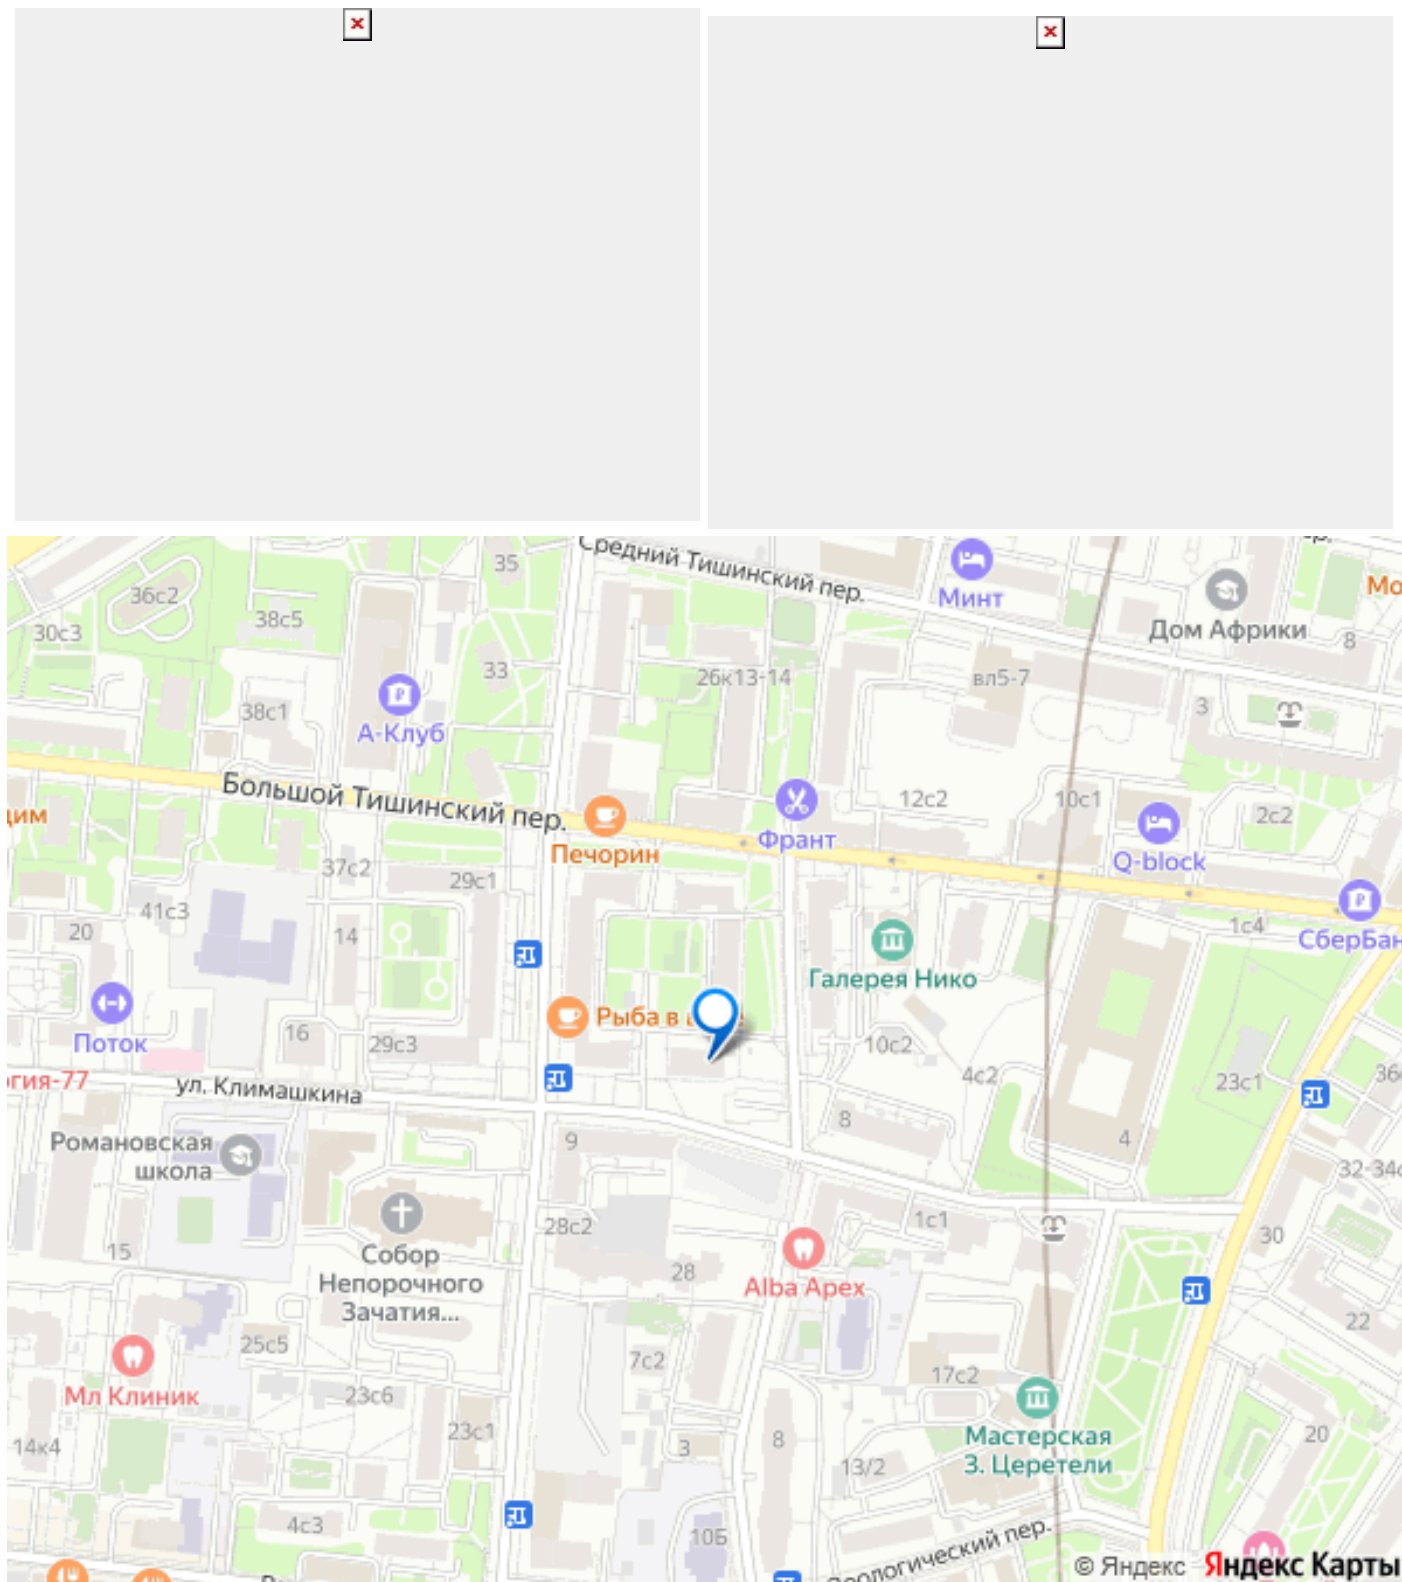 Средний Тишинский пер.
Минт
Мо
Дом Африки
35
36с2
38с5
30с3
8
33
26к13-14
вл5-7
38с1
3
А-Клуб
Большой Тишинский пер.
12с2
10с1
2с2
Франт
Печорин
Q-block
37с2
29с1
41с3
20
14
1с4
СберБан
Галерея Нико
Рыба в
Поток
16
29с3
10с2
4с2
23с1
36
гия-77
ул. Климашкина
Романовская
школа
9
8
4
32-34
28с2
1с1
30
15
Собор
Непорочного
Зачатия...
28
Alba Apex
22
25с5
7с2
17с2
Мл Клиник
23с6
23с1
14к4
3
8
13/2
Мастерская
З. Церетели
20
4с3
10Б
Зоологический пер.
© Яндекс Яндекс Карты